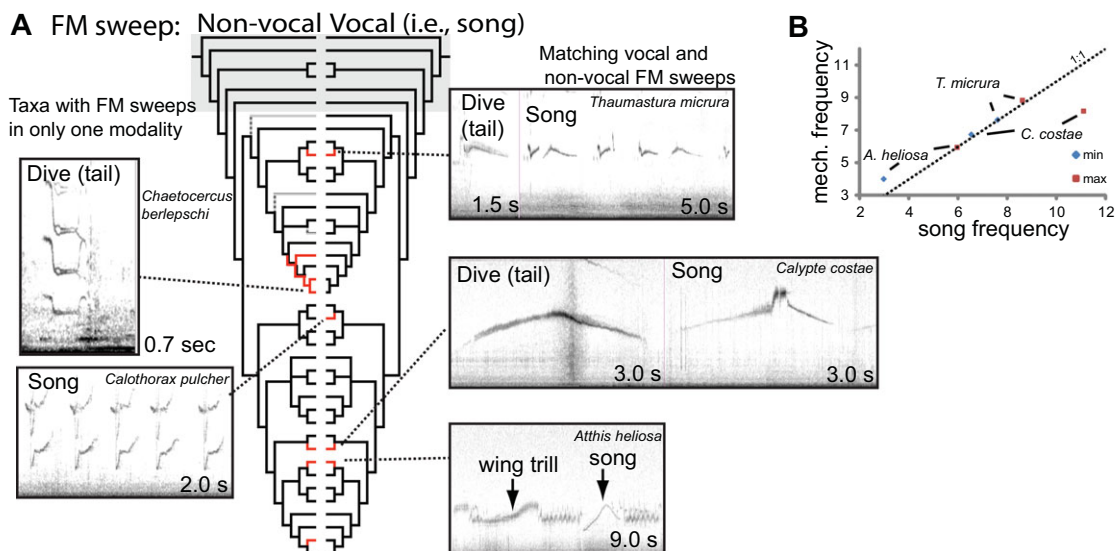 A FM sweep: Non-vocal Vocal (i.e., song)
Taxa with FM sweeps
in only one modality
Dive (tail)
Chaetocercus
berlepschi
0.7 sec
Song
Calothorax pulcher
2.0 s
Matching vocal and
non-vocal FM sweeps
Dive
(tail)
Song
Thaumastura micrura
1.5 s
5.0 s
Dive (tail)
Song
Calypte costae
3.0 s
3.0 s
Atthis heliosa
wing trill
song
9.0 s
B
mech. frequency
11
9
7
5
3
1:1
T. micrura
C. costae
A. heliosa
min
max
2 4 6 8 10 12
song frequency